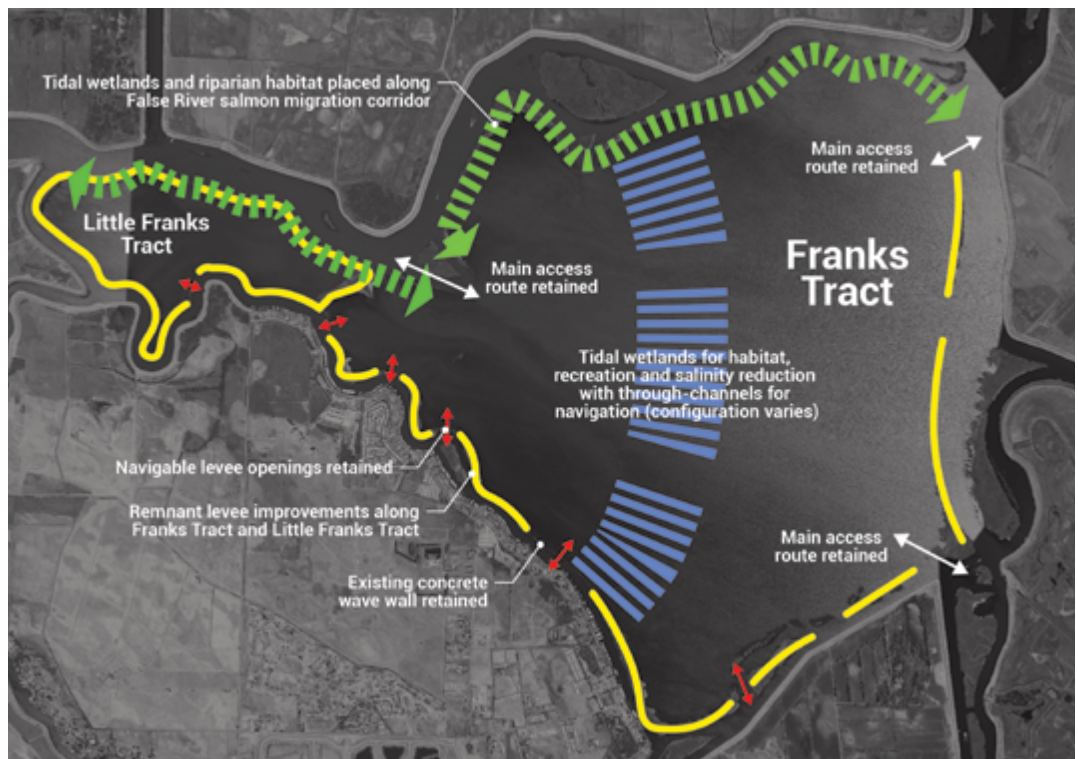 Tidal wetlands and riparian habitat placed along
False River salmon migration corridor
Main access
route retained
Little Franks
Tract
Main access
route retained
Franks
Tract
Tidal wetlands for habitat,
recreation and salinity reduction
with through-channels for
navigation (configuration varies)
Navigable levee openings retained
Remnant levee improvements along
Franks Tract and Little Franks Tract
Main access
route retained
Existing concrete
wave wall retained